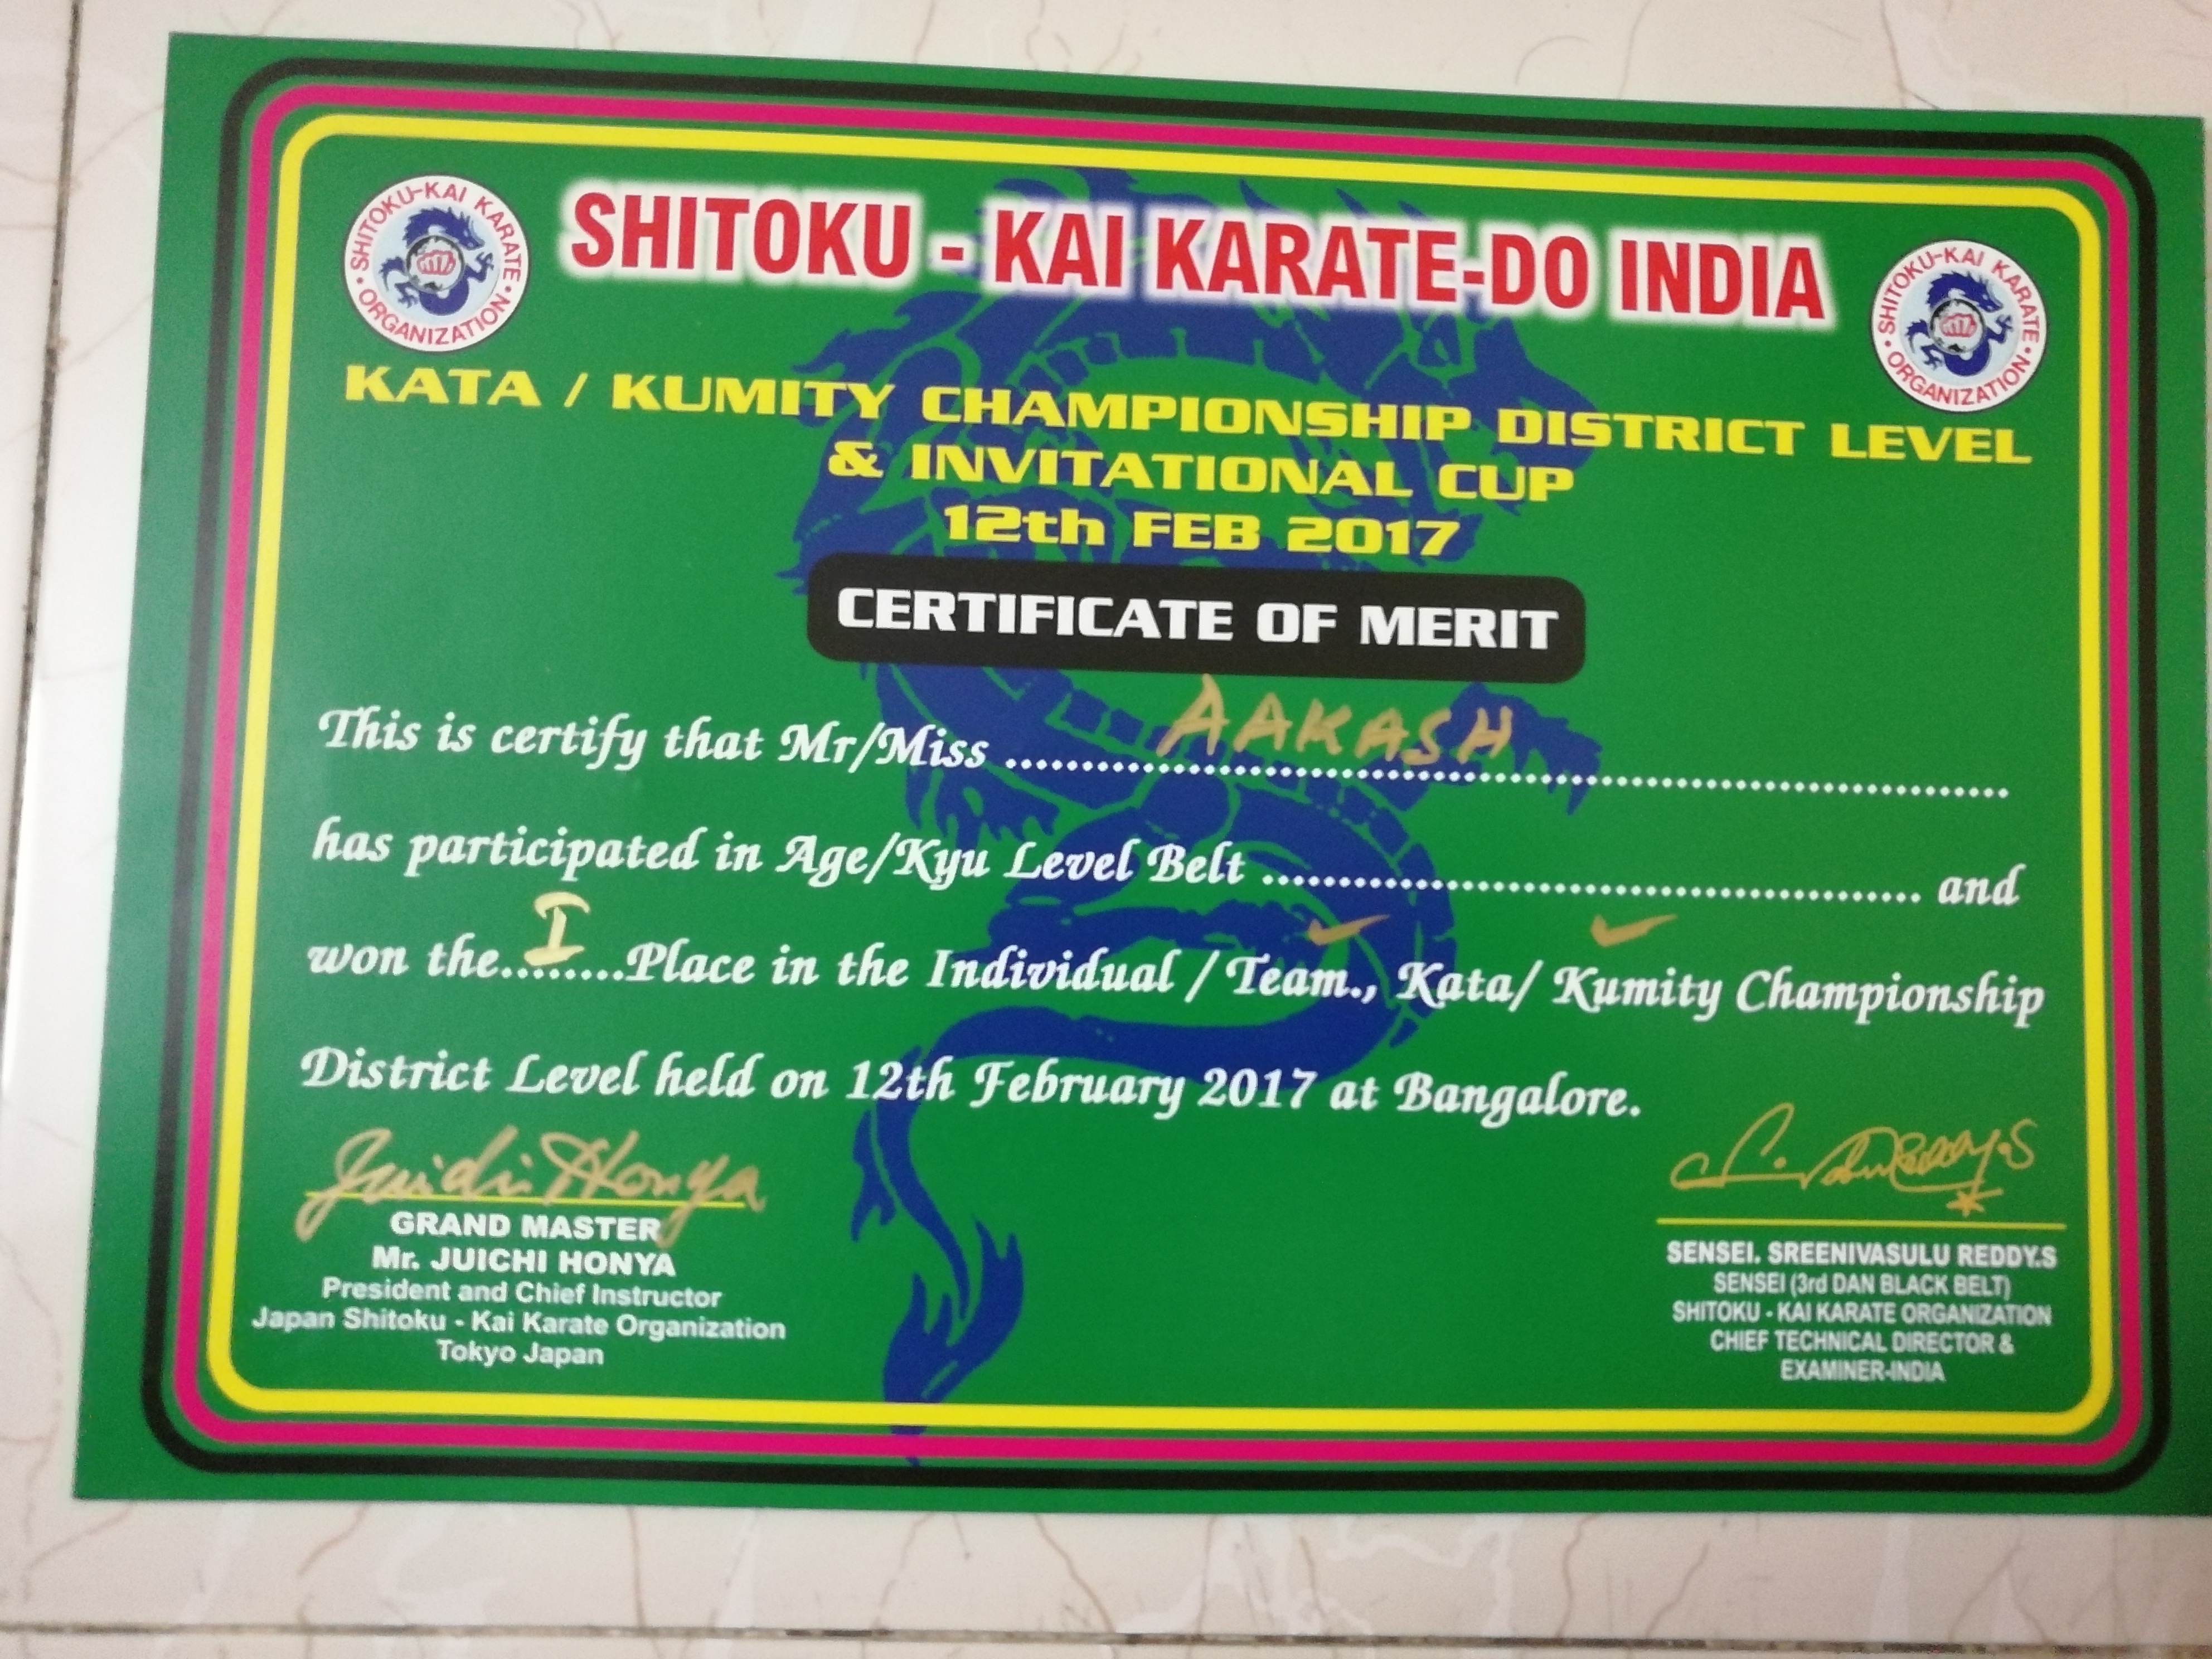 SHITOKU-KAI KARATE
• ORGANIZATION •
SHITOKU - KAI KARATE-DO INDIA
SHITOKU-KAI KARATE
• ORGANIZATION •
KATA / KUMITY CHAMPIONSHIP DISTRICT LEVEL
& INVITATIONAL CUP
12th FEB 2017
CERTIFICATE OF MERIT
This is certify that Mr/Miss ........ AAKASH ........
has participated in Age/Kyu Level Belt ........ and
won the....I....Place in the Individual / Team., Kata/ Kumity Championship
District Level held on 12th February 2017 at Bangalore.
Juichi Honya
GRAND MASTER
Mr. JUICHI HONYA
President and Chief Instructor
Japan Shitoku - Kai Karate Organization
Tokyo Japan
SENSEI. SREENIVASULU REDDY.S
SENSEI (3rd DAN BLACK BELT)
SHITOKU - KAI KARATE ORGANIZATION
CHIEF TECHNICAL DIRECTOR &
EXAMINER-INDIA